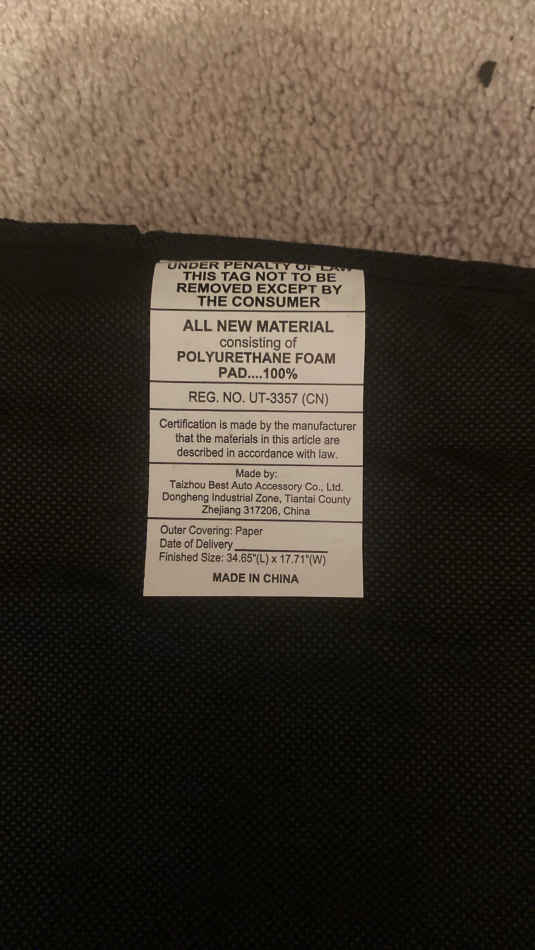 UNDER PENALTY OF LAW
THIS TAG NOT TO BE
REMOVED EXCEPT BY
THE CONSUMER
ALL NEW MATERIAL
consisting of
POLYURETHANE FOAM
PAD....100%
REG. NO. UT-3357 (CN)
Certification is made by the manufacturer
that the materials in this article are
described in accordance with law.
Made by:
Taizhou Best Auto Accessory Co., Ltd.
Dongheng Industrial Zone, Tiantai County
Zhejiang 317206, China
Outer Covering: Paper
Date of Delivery
Finished Size: 34.65"(L) x 17.71"(W)
MADE IN CHINA